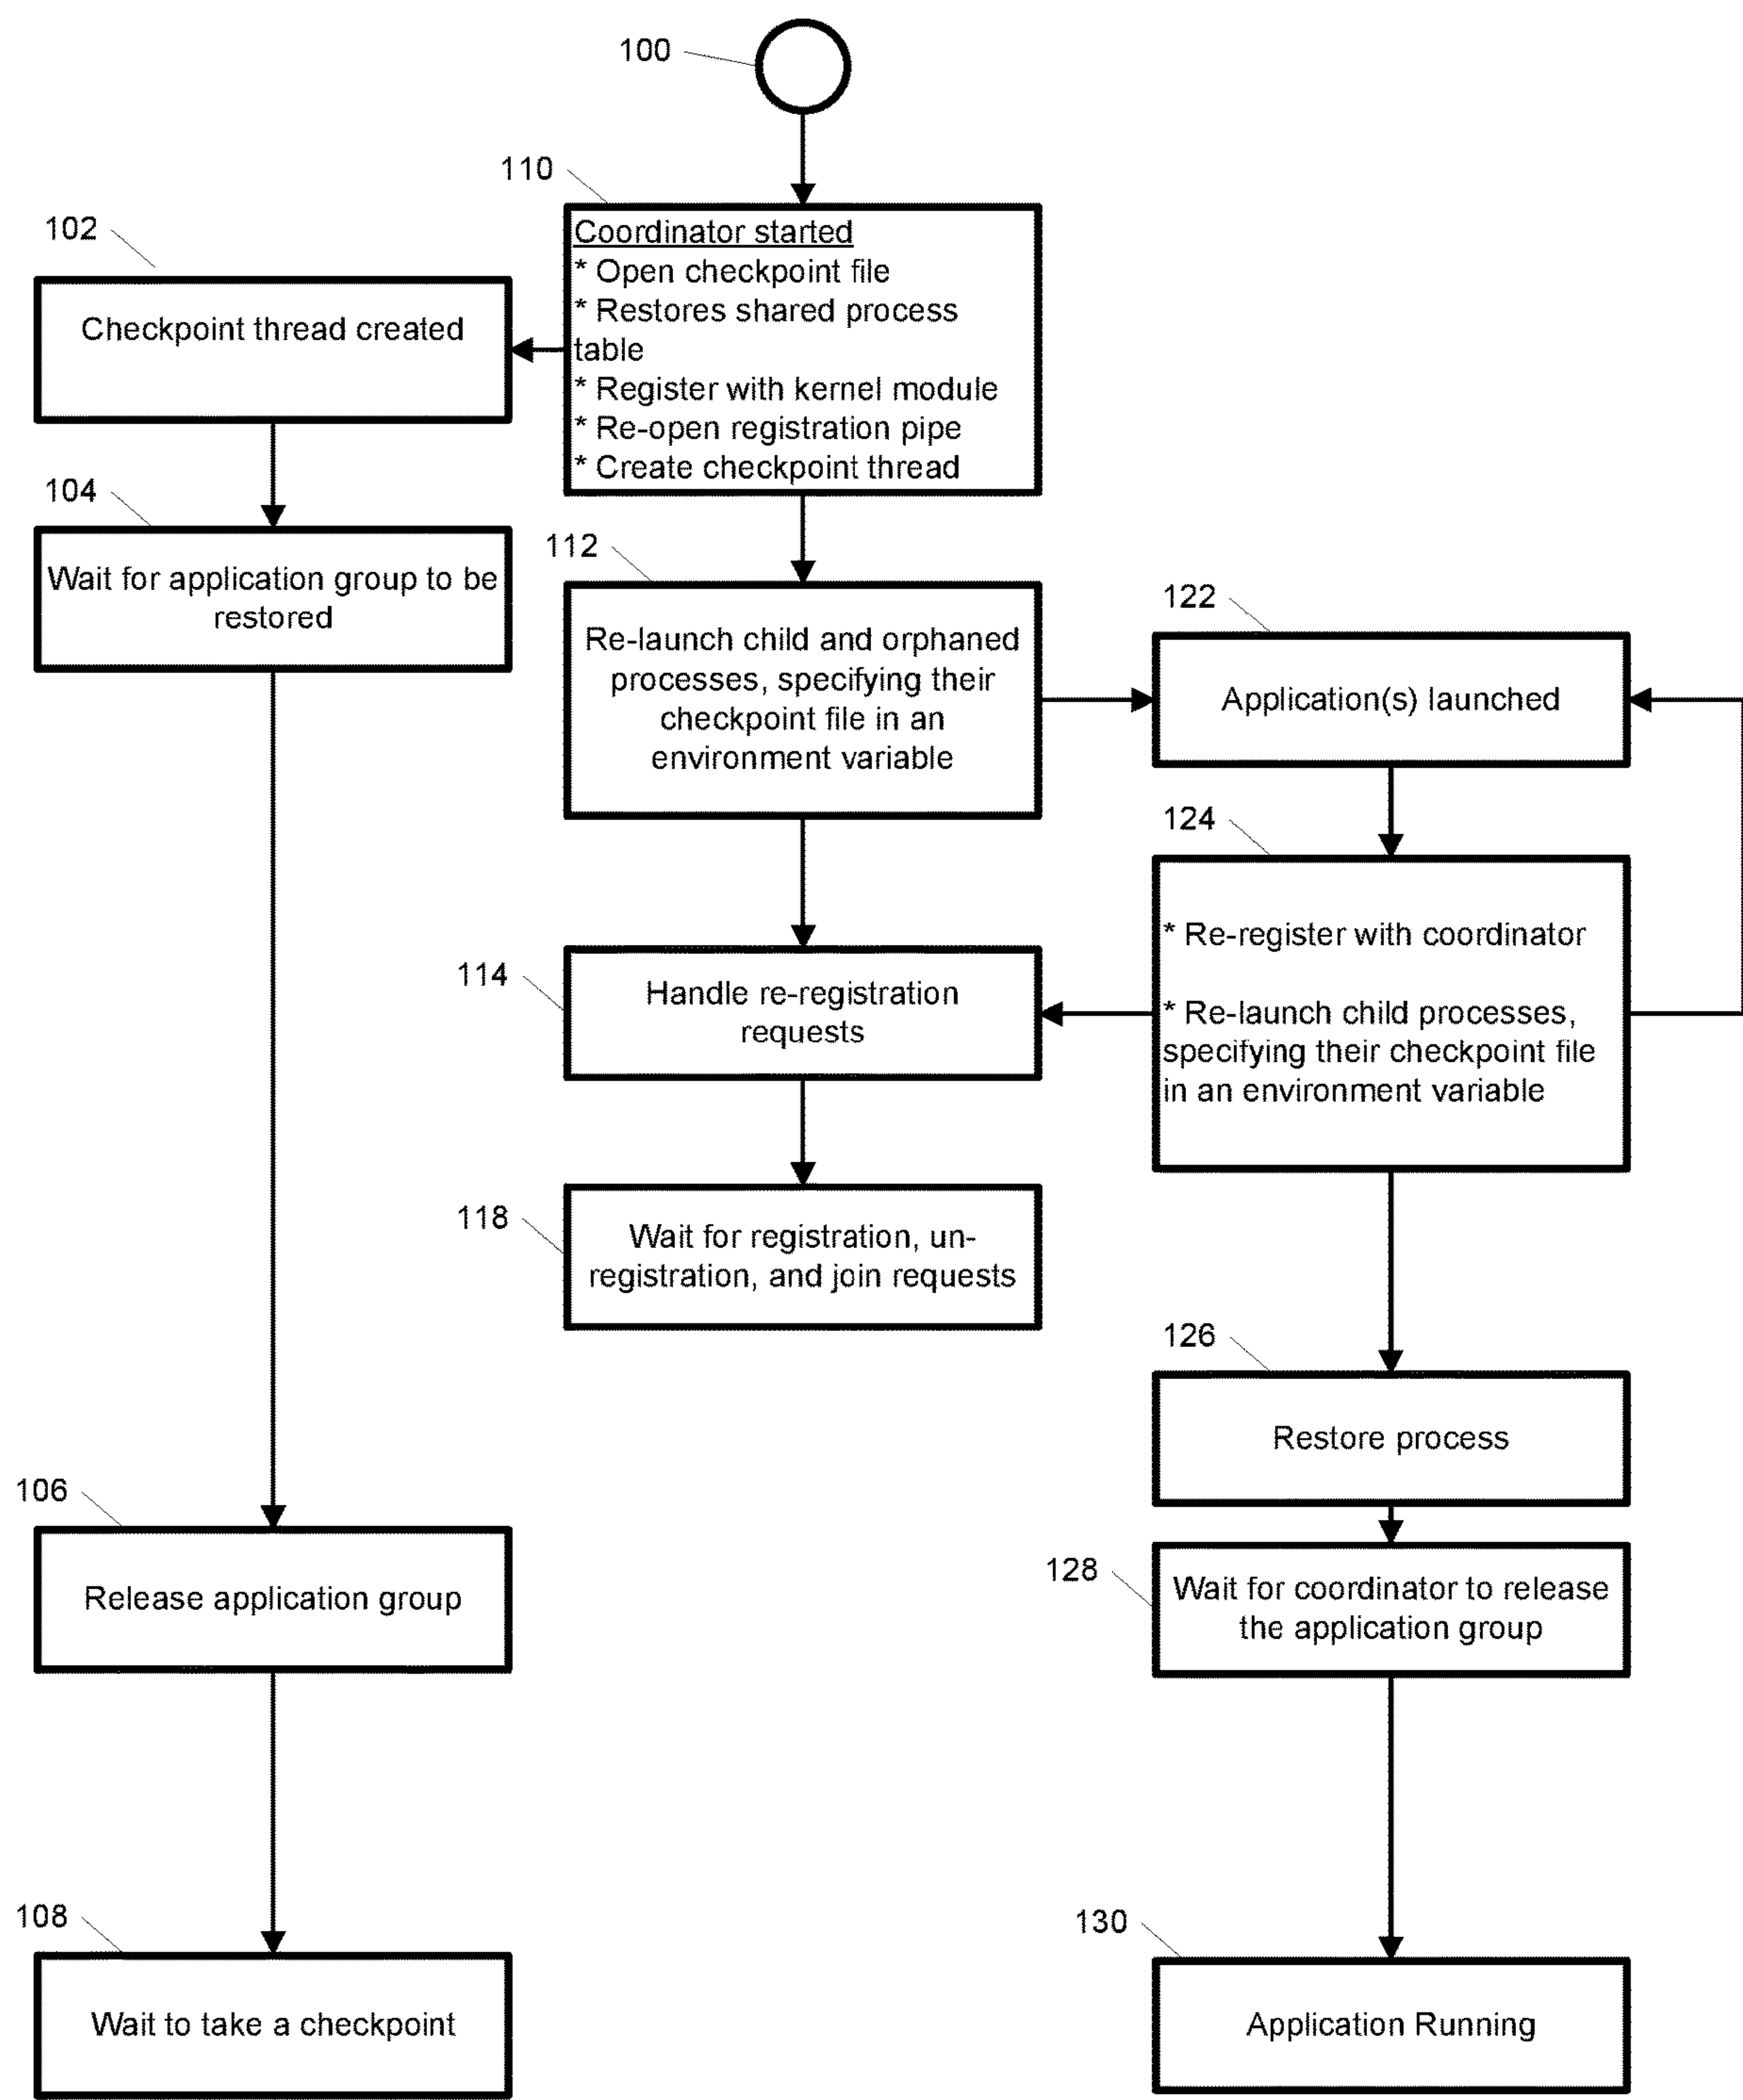 100
110
Coordinator started
* Open checkpoint file
* Restores shared process
table
* Register with kernel module
* Re-open registration pipe
* Create checkpoint thread
102
Checkpoint thread created
104
Wait for application group to be
restored
112
Re-launch child and orphaned
processes, specifying their
checkpoint file in an
environment variable
122
Application(s) launched
124
* Re-register with coordinator
* Re-launch child processes,
specifying their checkpoint file
in an environment variable
114
Handle re-registration
requests
118
Wait for registration, un-
registration, and join requests
126
Restore process
106
Release application group
128
Wait for coordinator to release
the application group
108
Wait to take a checkpoint
130
Application Running